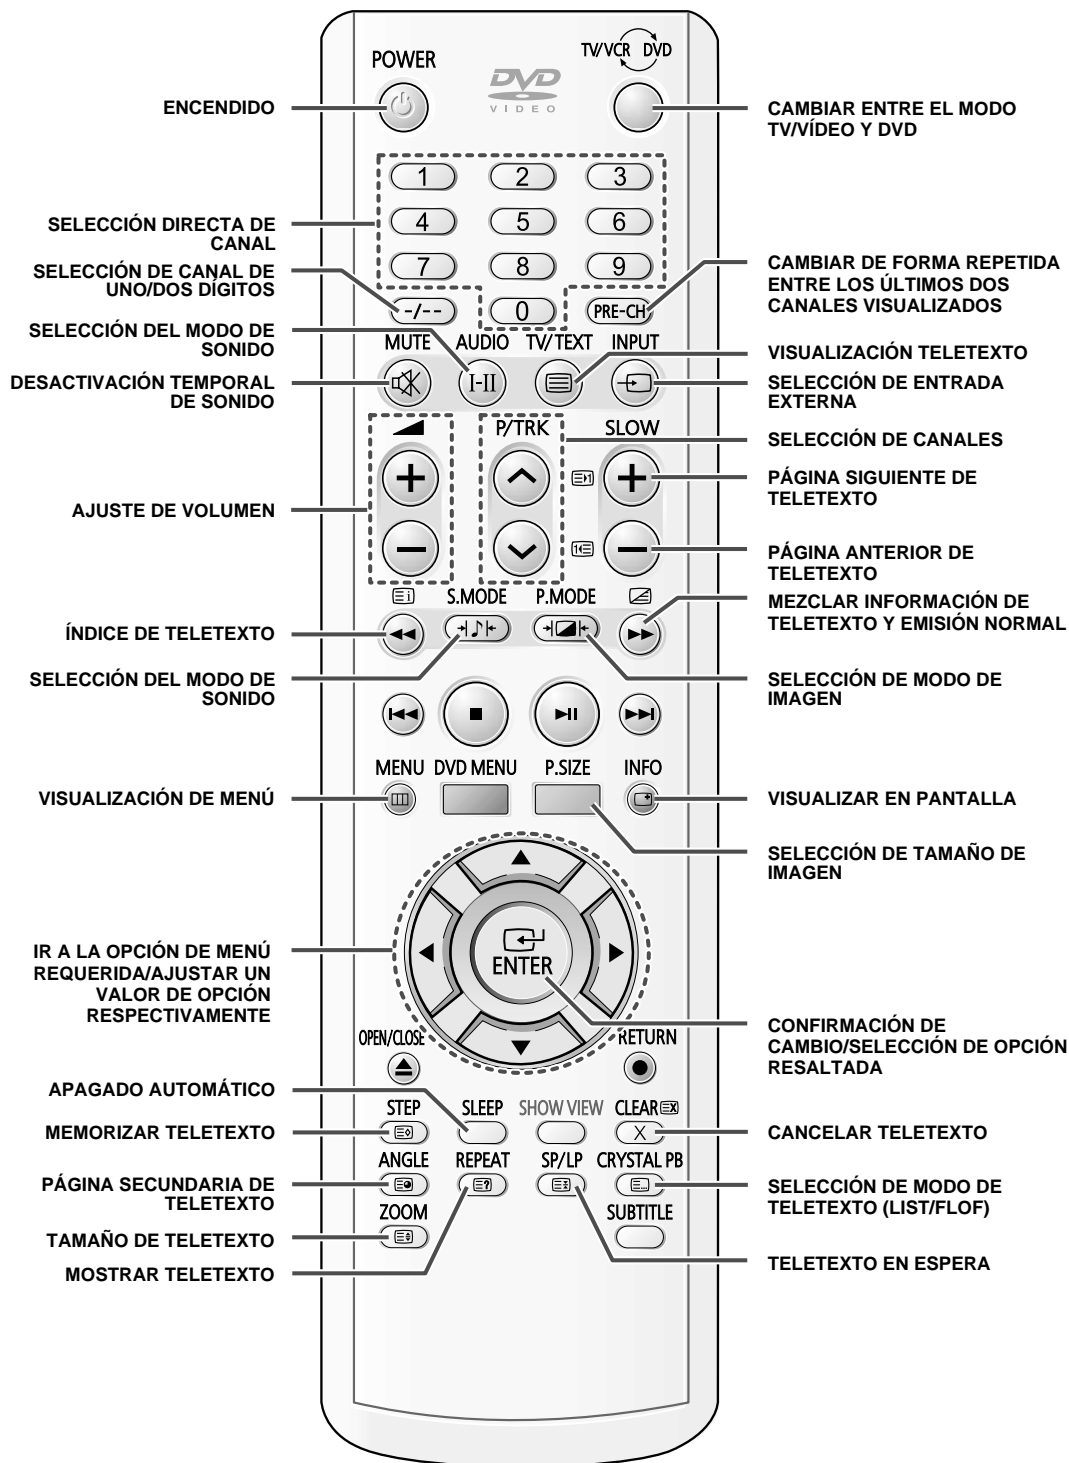 TV/VCR DVD
POWER
DVD
VIDEO
ENCENDIDO
CAMBIAR ENTRE EL MODO
TV/VÍDEO Y DVD
1 2 3
4 5 6
7 8 9
-/-- 0 PRE-CH
SELECCIÓN DIRECTA DE
CANAL
SELECCIÓN DE CANAL DE
UNO/DOS DÍGITOS
CAMBIAR DE FORMA REPETIDA
ENTRE LOS ÚLTIMOS DOS
CANALES VISUALIZADOS
SELECCIÓN DEL MODO DE
SONIDO
MUTE AUDIO TV/TEXT INPUT
I-II
VISUALIZACIÓN TELETEXTO
DESACTIVACIÓN TEMPORAL
DE SONIDO
SELECCIÓN DE ENTRADA
EXTERNA
P/TRK SLOW
SELECCIÓN DE CANALES
PÁGINA SIGUIENTE DE
TELETEXTO
AJUSTE DE VOLUMEN
PÁGINA ANTERIOR DE
TELETEXTO
S.MODE P.MODE
MEZCLAR INFORMACIÓN DE
TELETEXTO Y EMISIÓN NORMAL
ÍNDICE DE TELETEXTO
SELECCIÓN DEL MODO DE
SONIDO
SELECCIÓN DE MODO DE
IMAGEN
MENU DVD MENU P.SIZE INFO
VISUALIZACIÓN DE MENÚ
VISUALIZAR EN PANTALLA
SELECCIÓN DE TAMAÑO DE
IMAGEN
ENTER
IR A LA OPCIÓN DE MENÚ
REQUERIDA/AJUSTAR UN
VALOR DE OPCIÓN
RESPECTIVAMENTE
CONFIRMACIÓN DE
CAMBIO/SELECCIÓN DE OPCIÓN
RESALTADA
OPEN/CLOSE RETURN
APAGADO AUTOMÁTICO
STEP SLEEP SHOW VIEW CLEAR
X
MEMORIZAR TELETEXTO
CANCELAR TELETEXTO
ANGLE REPEAT SP/LP CRYSTAL PB
PÁGINA SECUNDARIA DE
TELETEXTO
SELECCIÓN DE MODO DE
TELETEXTO (LIST/FLOF)
ZOOM SUBTITLE
TAMAÑO DE TELETEXTO
TELETEXTO EN ESPERA
MOSTRAR TELETEXTO